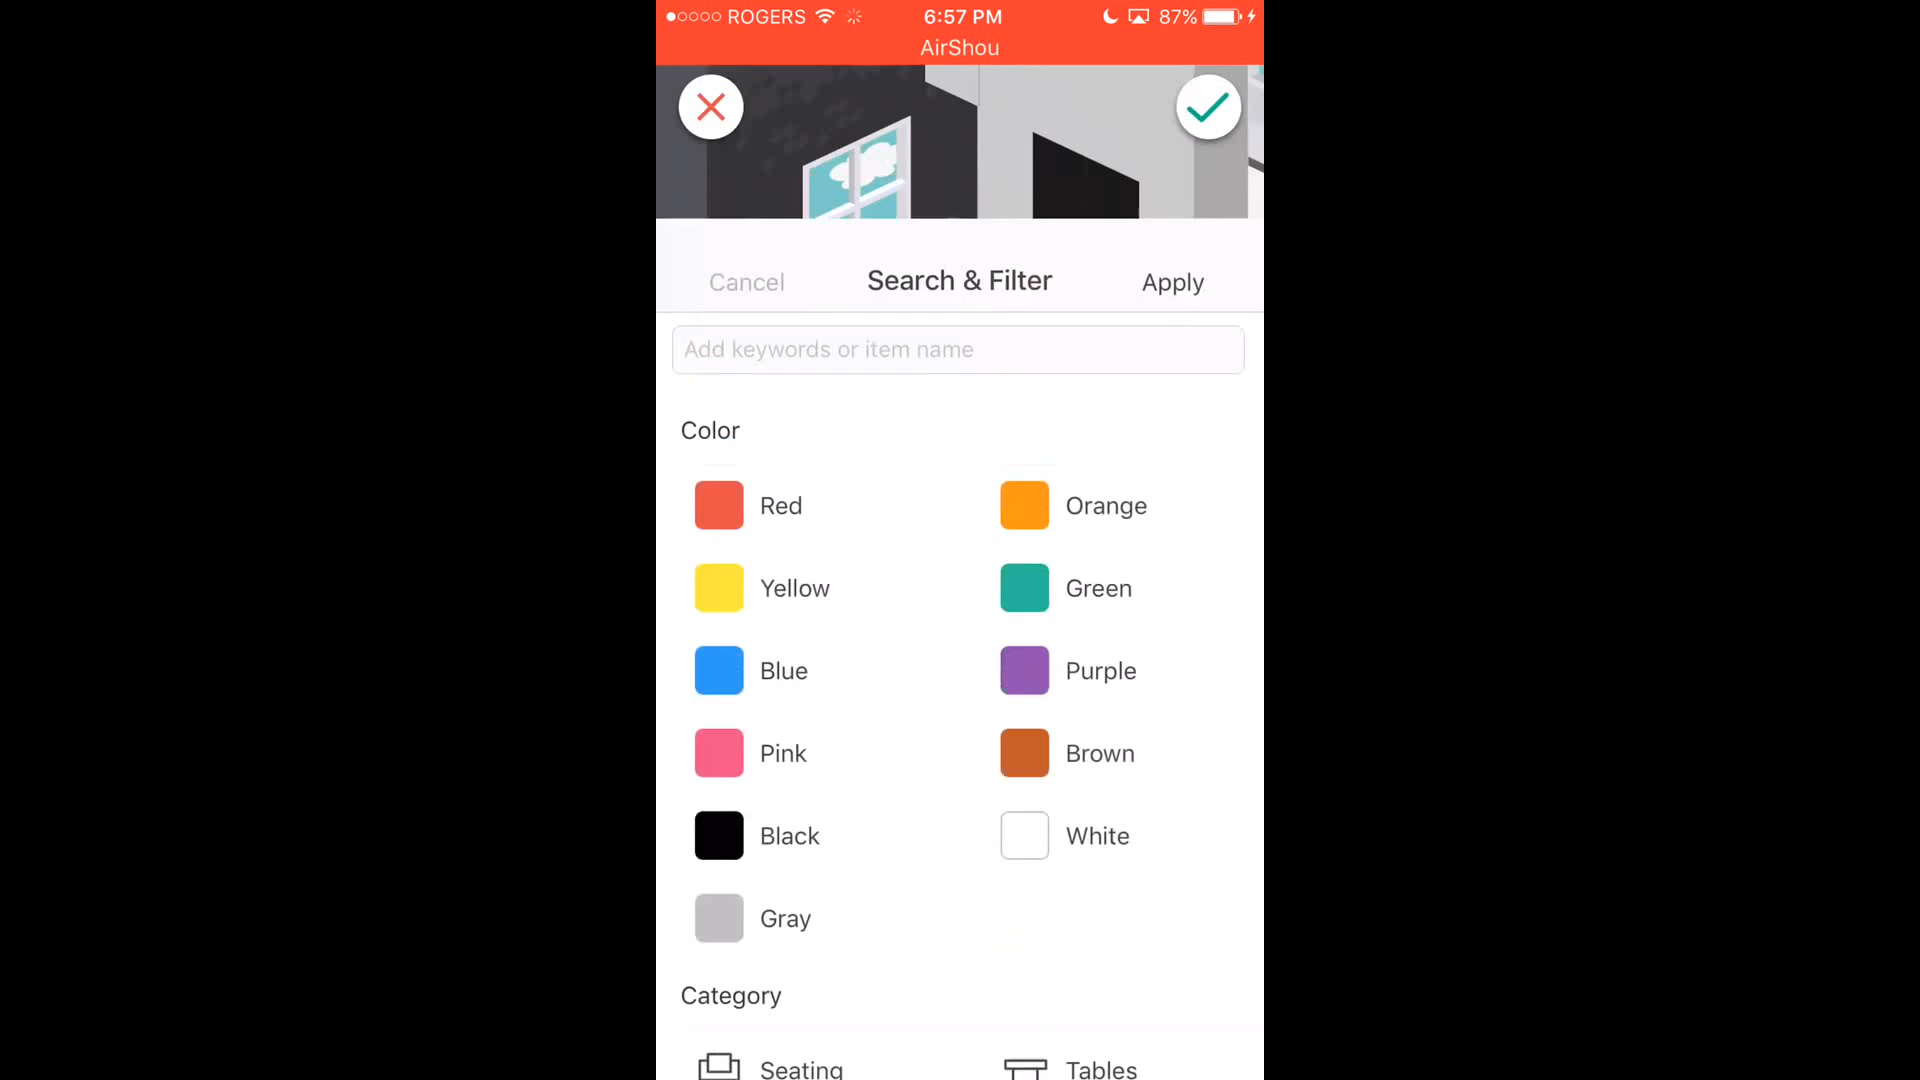 ROGERS 6:57 PM 87%
AirShou
Cancel Search & Filter Apply
Add keywords or item name
Color
Red Orange
Yellow Green
Blue Purple
Pink Brown
Black White
Gray
Category
Seating Tables